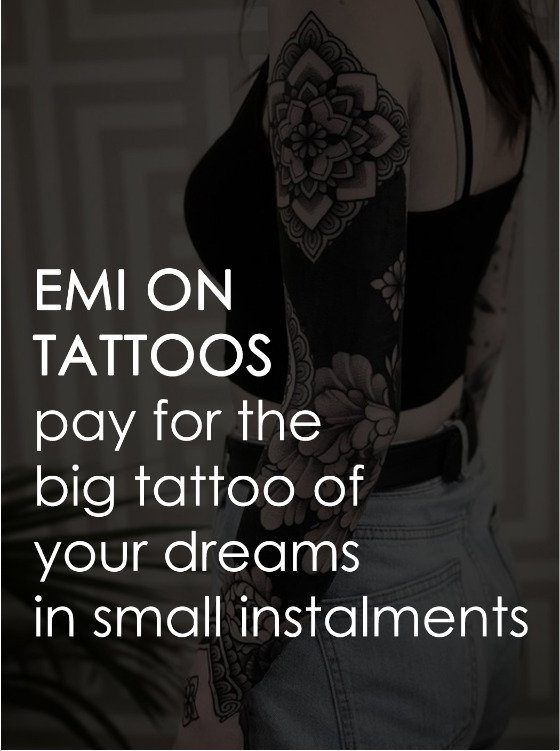 EMI ON
TATTOOS
pay for the
big tattoo of
your dreams
in small instalments